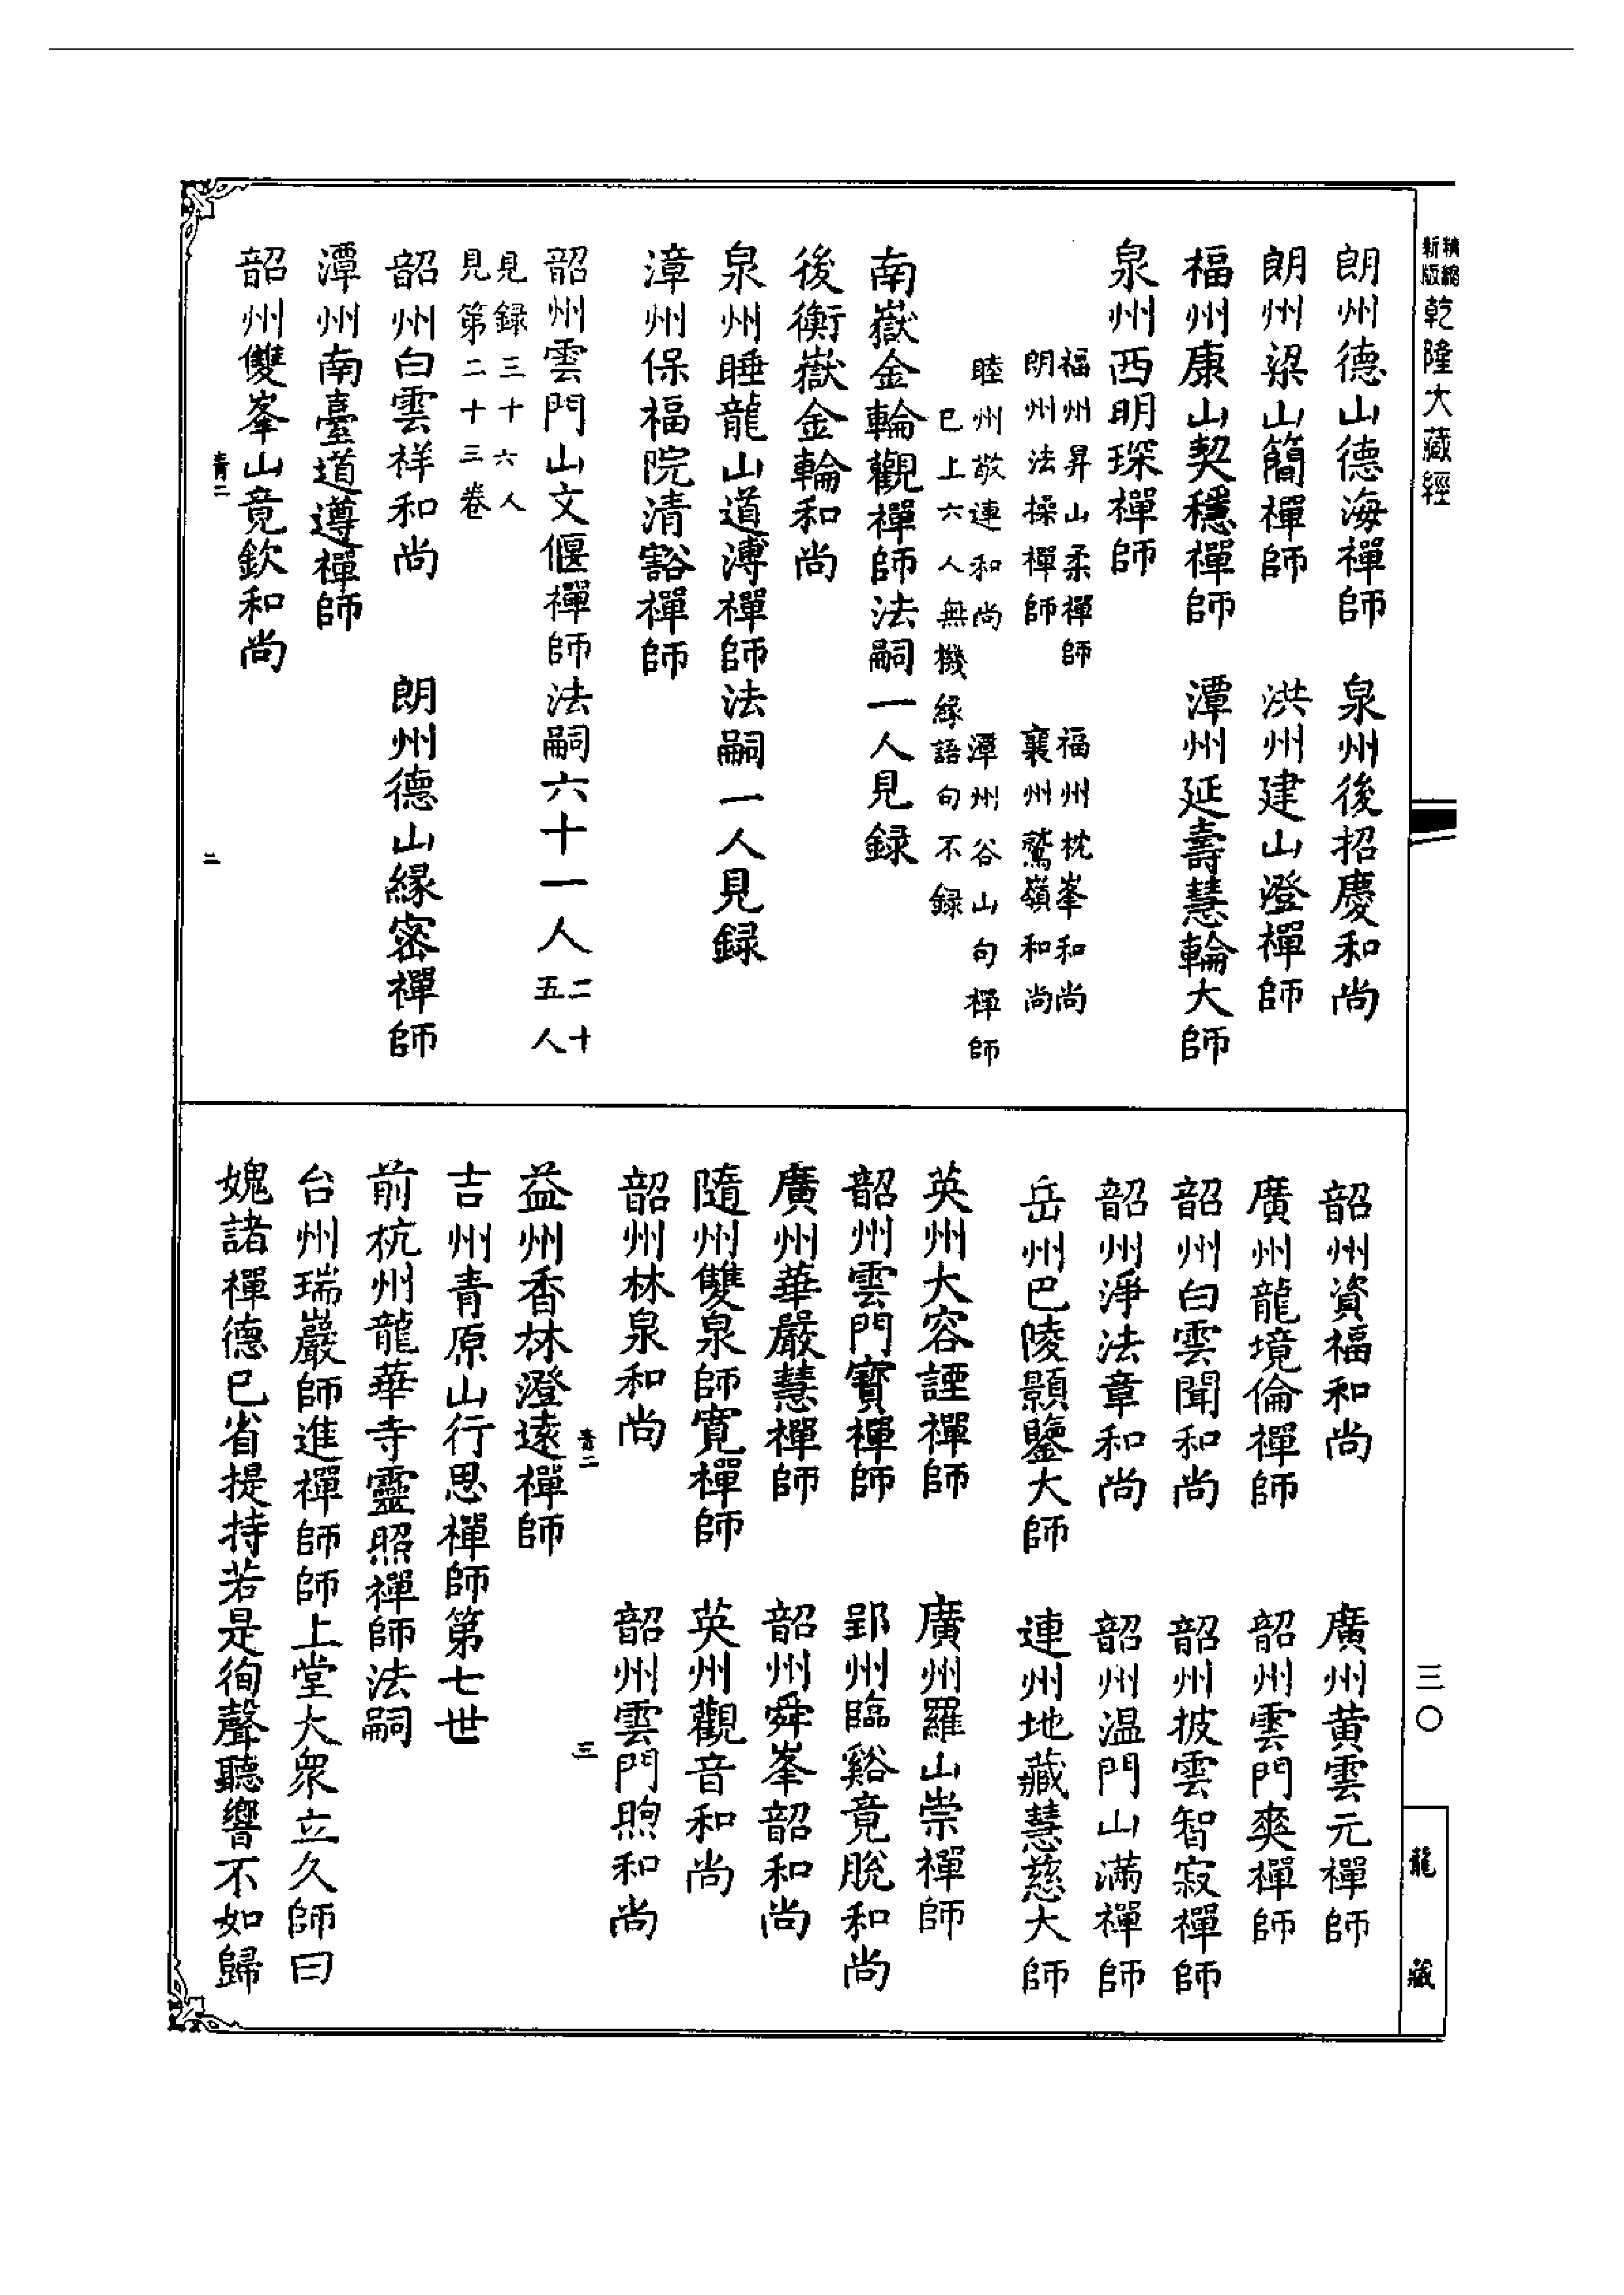 精縮新版乾隆大藏經
朗州德山德海禪師　泉州後招慶和尚
朗州梁山簡禪師　洪州建山澄禪師
福州康山契穩禪師　潭州延壽慧輪大師
泉州西明琛禪師
福州昇山柔禪師　福州枕峯和尚
朗州法操禪師　襄州鷲嶺和尚
睦州敬連和尚　潭州谷山句禪師
已上六人無機緣語句不録
南嶽金輪觀禪師法嗣一人見録
後衡嶽金輪和尚
泉州睡龍山道溥禪師法嗣一人見録
漳州保福院清豁禪師
韶州雲門山文偃禪師法嗣六十一人二十五人
見録三十六人
見第二十三卷
韶州白雲祥和尚　朗州德山緣密禪師
潭州南臺道遵禪師
韶州雙峯山竟欽和尚
青二　二
韶州資福和尚　廣州黄雲元禪師
廣州龍境倫禪師　韶州雲門爽禪師
韶州白雲聞和尚　韶州披雲智寂禪師
韶州淨法章和尚　韶州温門山滿禪師
岳州巴陵顥鑒大師　連州地藏慧慈大師
英州大容諲禪師　廣州羅山崇禪師
韶州雲門寶禪師　郢州臨谿竟脫和尚
廣州華嚴慧禪師　韶州舜峯韶和尚
隨州雙泉師寬禪師　英州觀音和尚
韶州林泉和尚　韶州雲門煦和尚
青二　三
益州香林澄遠禪師
吉州青原山行思禪師第七世
前杭州龍華寺靈照禪師法嗣
台州瑞巖師進禪師師上堂大衆立久師曰
媿諸禪德已省提持若是徇聲聽響不如歸
三〇
龍藏